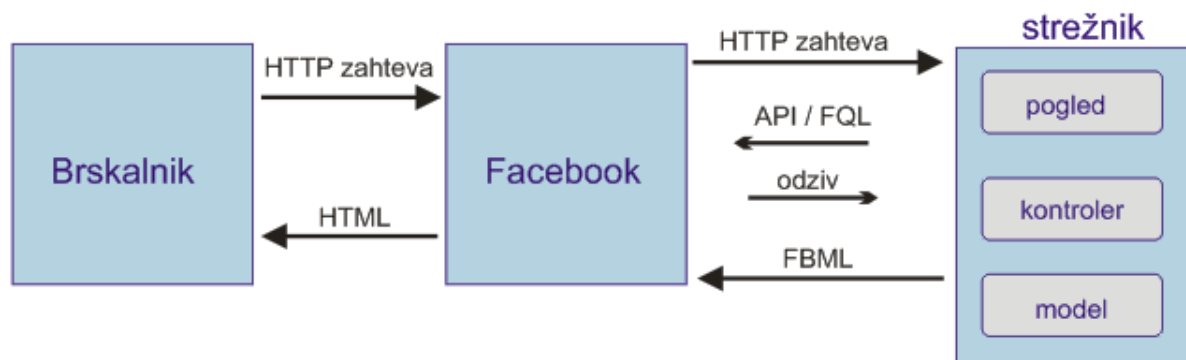 strežnik
HTTP zahteva
HTTP zahteva
pogled
API / FQL
Brskalnik
Facebook
odziv
kontroler
HTML
FBML
model